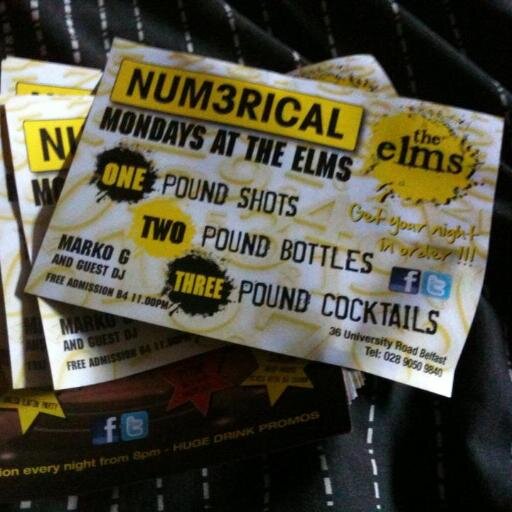 NUM3RICAL
MONDAYS AT THE ELMS
the
elms
ONE POUND SHOTS
TWO POUND BOTTLES
THREE POUND COCKTAILS
Get your night
in order !!!
MARKO G
AND GUEST DJ
FREE ADMISSION B4 11.00PM
36 University Road Belfast
Tel: 028 9050 9840
NU
MO
MARKO G
AND GUEST DJ
FREE ADMISSION B4 11.00PM
ion every night from 8pm - HUGE DRINK PROMOS